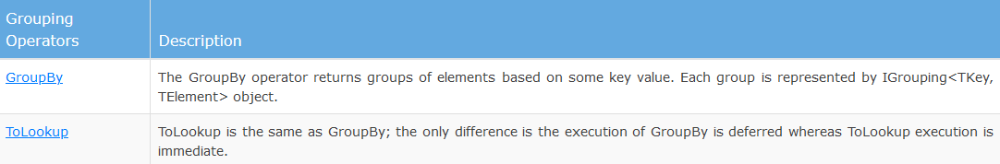 Grouping
Operators
Description
GroupBy
The GroupBy operator returns groups of elements based on some key value. Each group is represented by IGrouping<TKey,
TElement> object.
ToLookup
ToLookup is the same as GroupBy; the only difference is the execution of GroupBy is deferred whereas ToLookup execution is
immediate.